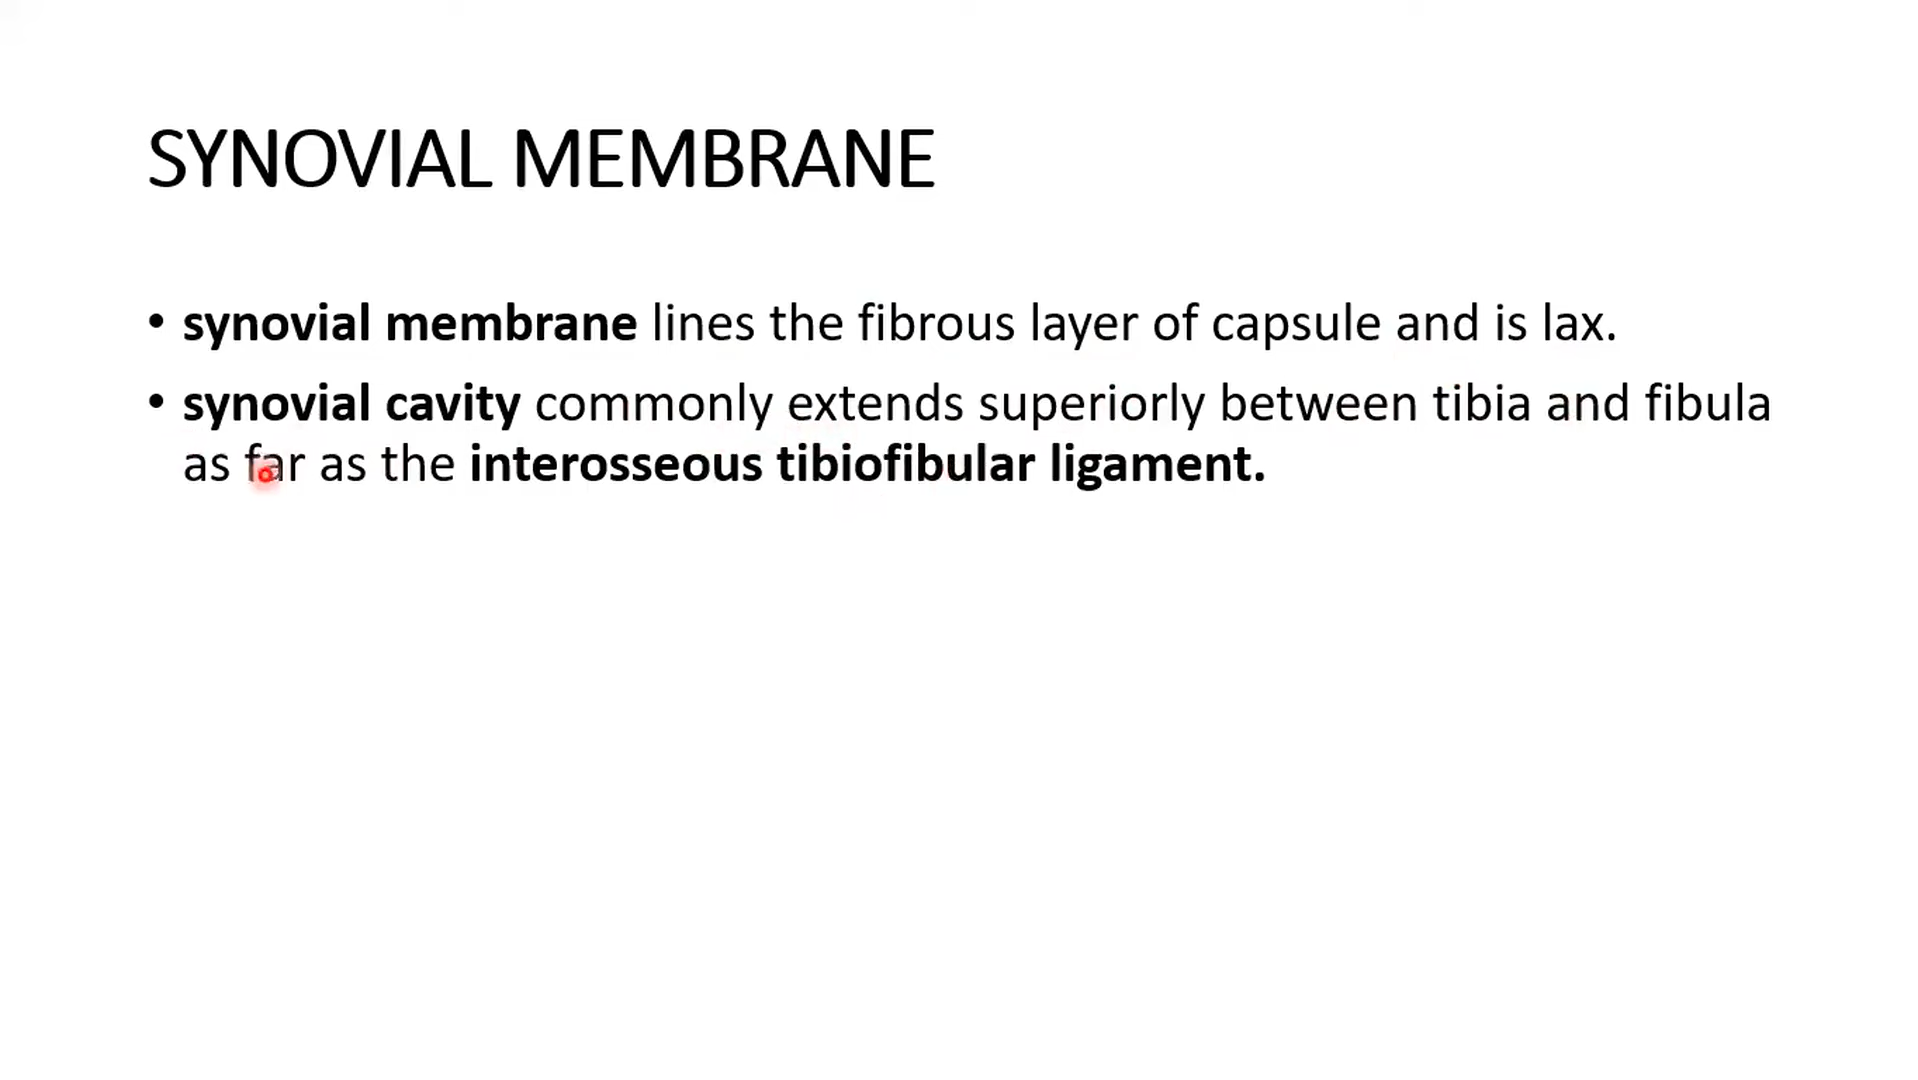 SYNOVIAL MEMBRANE
• synovial membrane lines the fibrous layer of capsule and is lax.
• synovial cavity commonly extends superiorly between tibia and fibula
as far as the interosseous tibiofibular ligament.